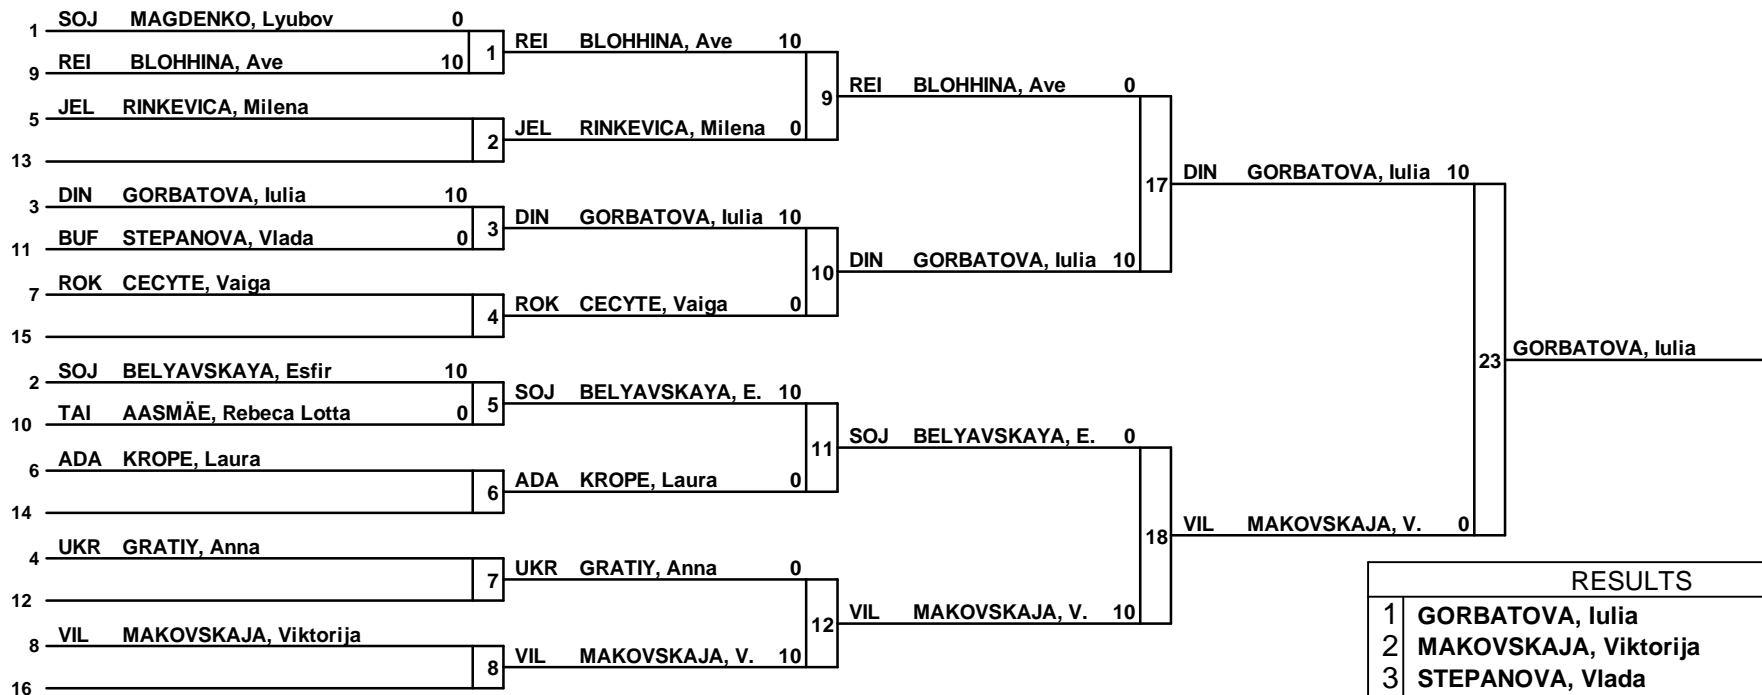 1 SOJ MAGDENKO, Lyubov 0
1 REI BLOHHINA, Ave 10
9 REI BLOHHINA, Ave 10
9 REI BLOHHINA, Ave 0
5 JEL RINKEVICA, Milena
2 JEL RINKEVICA, Milena 0
13
17 DIN GORBATOVA, Iulia 10
3 DIN GORBATOVA, Iulia 10
3 DIN GORBATOVA, Iulia 10
11 BUF STEPANOVA, Vlada 0
10 DIN GORBATOVA, Iulia 10
7 ROK CECYTE, Vaiga
4 ROK CECYTE, Vaiga 0
15
23 GORBATOVA, Iulia
2 SOJ BELYAVSKAYA, Esfir 10
5 SOJ BELYAVSKAYA, E. 10
10 TAI AASMÄE, Rebeca Lotta 0
11 SOJ BELYAVSKAYA, E. 0
6 ADA KROPE, Laura
6 ADA KROPE, Laura 0
14
18 VIL MAKOVSKAJA, V. 0
4 UKR GRATIY, Anna
7 UKR GRATIY, Anna 0
12
12 VIL MAKOVSKAJA, V. 10
8 VIL MAKOVSKAJA, Viktorija
8 VIL MAKOVSKAJA, V. 10
16
RESULTS
1 GORBATOVA, Iulia
2 MAKOVSKAJA, Viktorija
3 STEPANOVA, Vlada